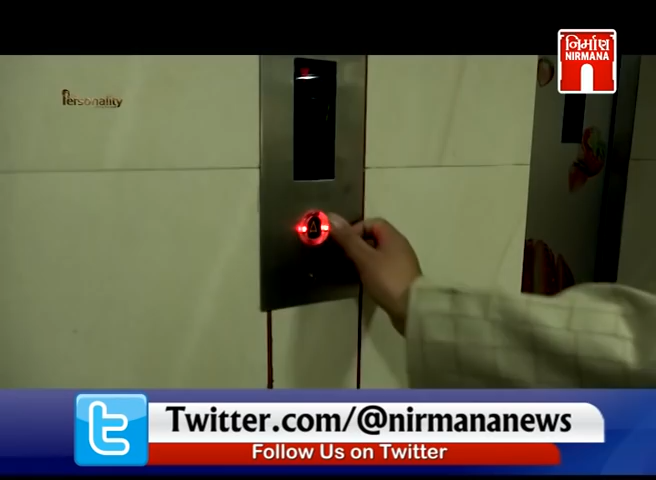 निर्माण
NIRMANA
Personality
Twitter.com/@nirmananews
Follow Us on Twitter